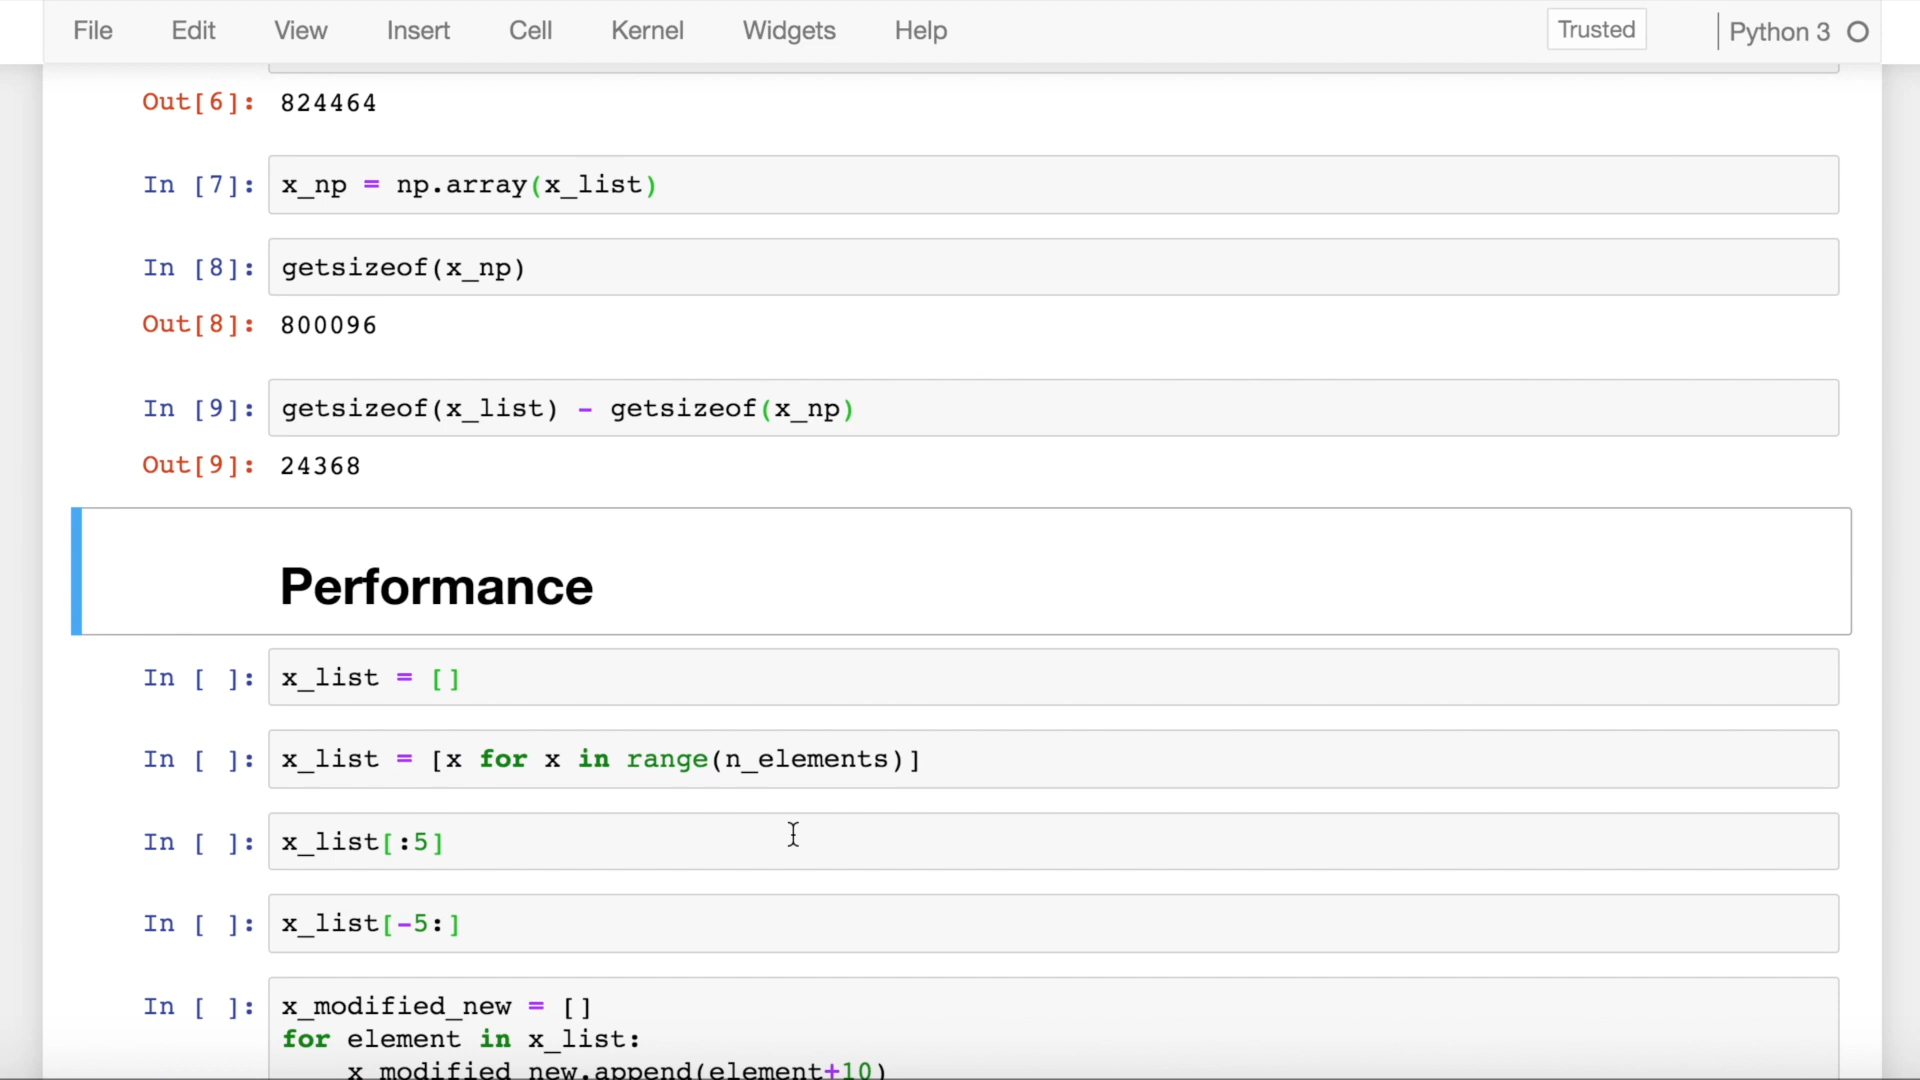 File Edit View Insert Cell Kernel Widgets Help Trusted Python 3
Out[6]: 824464
In [7]: x_np = np.array(x_list)
In [8]: getsizeof(x_np)
Out[8]: 800096
In [9]: getsizeof(x_list) - getsizeof(x_np)
Out[9]: 24368
Performance
In [ ]: x_list = []
In [ ]: x_list = [x for x in range(n_elements)]
In [ ]: x_list[:5]
In [ ]: x_list[-5:]
In [ ]: x_modified_new = []
for element in x_list:
x_modified_new.append(element+10)